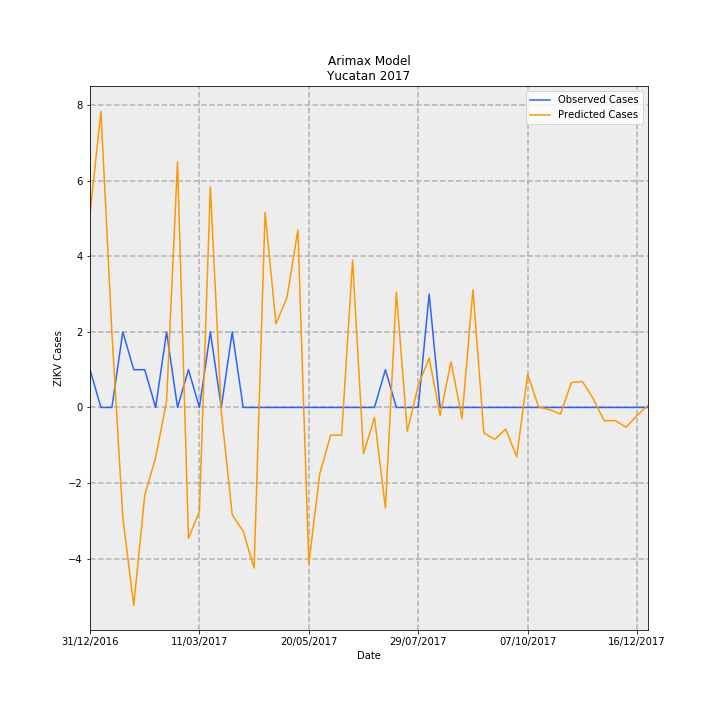 Arimax Model
Yucatan 2017
Observed Cases
Predicted Cases
8
6
4
2
0
−2
−4
ZIKV Cases
31/12/2016 11/03/2017 20/05/2017 29/07/2017 07/10/2017 16/12/2017
Date